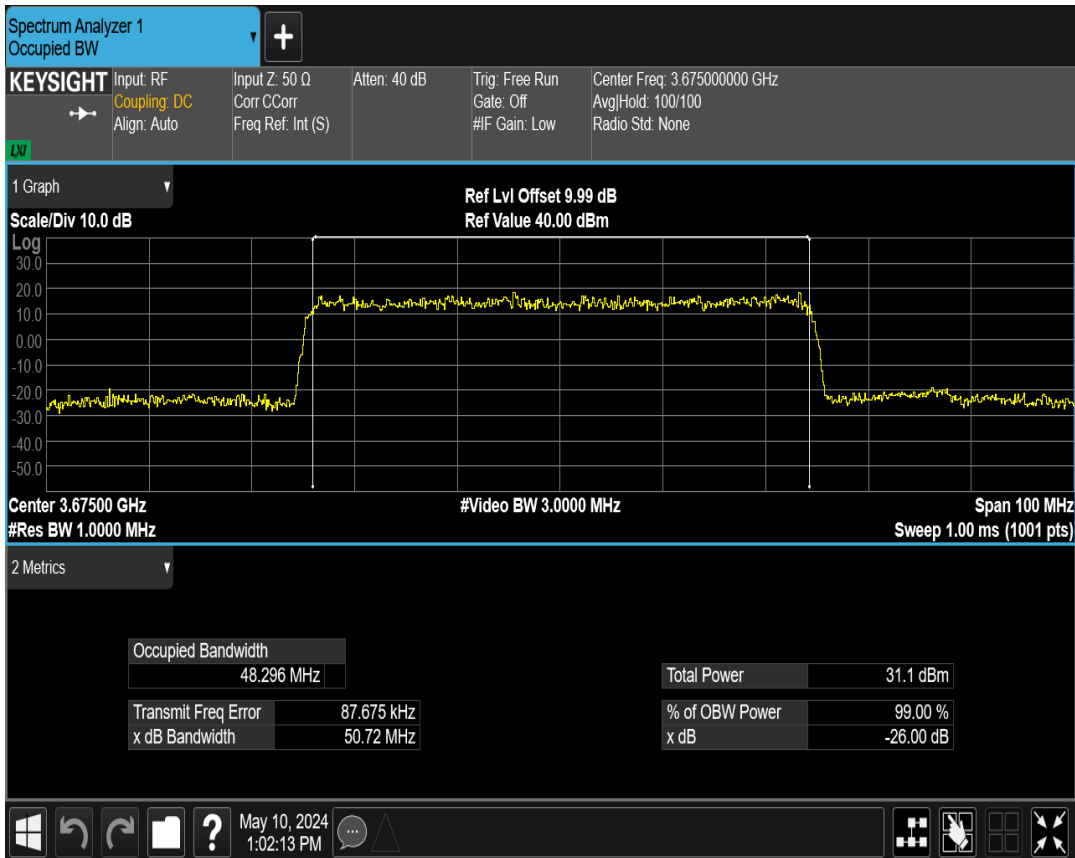 Spectrum Analyzer 1
Occupied BW
+
KEYSIGHT
LXI
Input: RF
Coupling: DC
Align: Auto
Input Z: 50 Ω
Corr CCorr
Freq Ref: Int (S)
Atten: 40 dB
Trig: Free Run
Gate: Off
#IF Gain: Low
Center Freq: 3.675000000 GHz
Avg|Hold: 100/100
Radio Std: None
1 Graph
Scale/Div 10.0 dB
Ref Lvl Offset 9.99 dB
Ref Value 40.00 dBm
Log
30.0
20.0
10.0
0.00
-10.0
-20.0
-30.0
-40.0
-50.0
Center 3.67500 GHz
#Video BW 3.0000 MHz
Span 100 MHz
#Res BW 1.0000 MHz
Sweep 1.00 ms (1001 pts)
2 Metrics
Occupied Bandwidth
48.296 MHz
Total Power 31.1 dBm
Transmit Freq Error 87.675 kHz
% of OBW Power 99.00 %
x dB Bandwidth 50.72 MHz
x dB -26.00 dB
?
May 10, 2024
1:02:13 PM